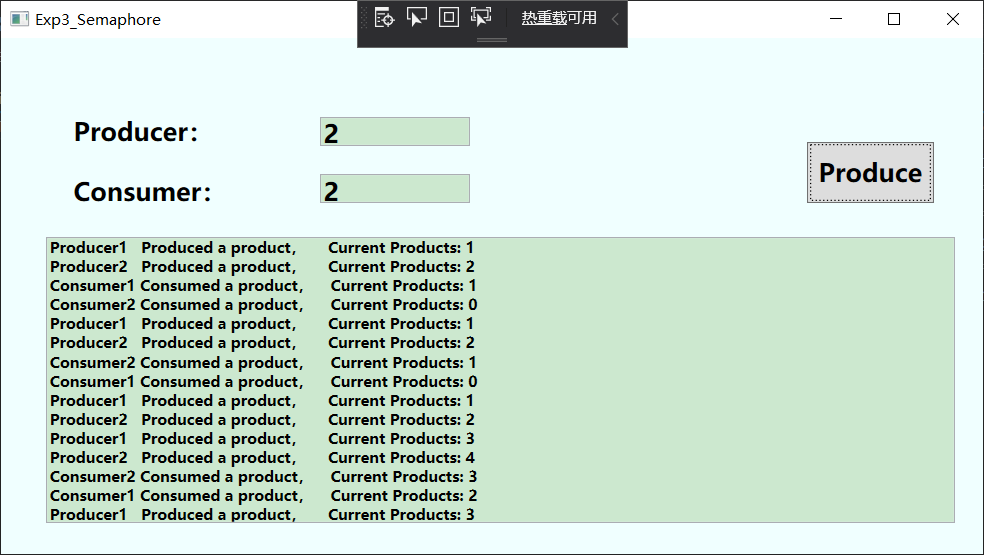 Exp3_Semaphore
热重载可用
Producer：
2
Consumer：
2
Produce
Producer1 Produced a product， Current Products: 1
Producer2 Produced a product， Current Products: 2
Consumer1 Consumed a product， Current Products: 1
Consumer2 Consumed a product， Current Products: 0
Producer1 Produced a product， Current Products: 1
Producer2 Produced a product， Current Products: 2
Consumer2 Consumed a product， Current Products: 1
Consumer1 Consumed a product， Current Products: 0
Producer1 Produced a product， Current Products: 1
Producer2 Produced a product， Current Products: 2
Producer1 Produced a product， Current Products: 3
Producer2 Produced a product， Current Products: 4
Consumer2 Consumed a product， Current Products: 3
Consumer1 Consumed a product， Current Products: 2
Producer1 Produced a product， Current Products: 3